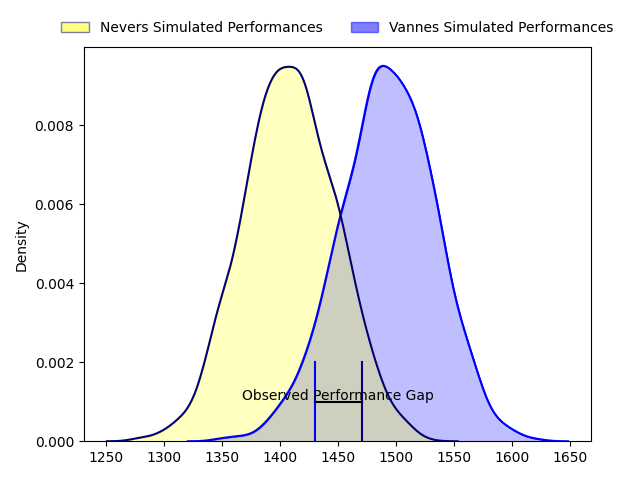 Nevers Simulated Performances Vannes Simulated Performances
Density
0.008
0.006
0.004
0.002
0.000
Observed Performance Gap
1250 1300 1350 1400 1450 1500 1550 1600 1650